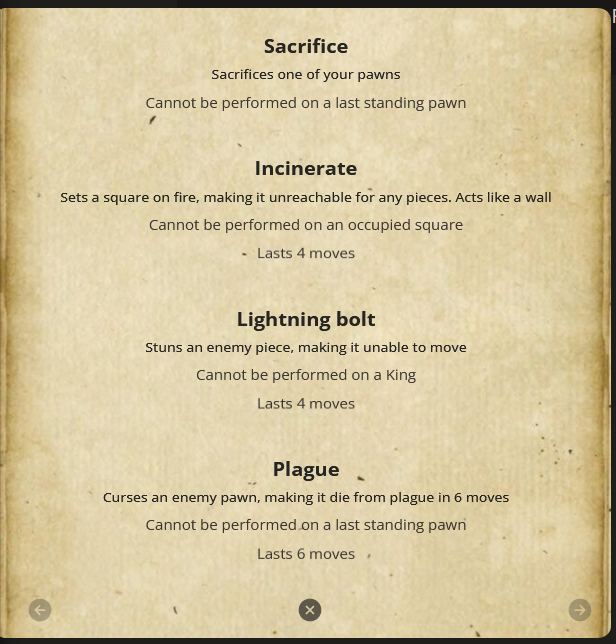 Sacrifice
Sacrifices one of your pawns
Cannot be performed on a last standing pawn
Incinerate
Sets a square on fire, making it unreachable for any pieces. Acts like a wall
Cannot be performed on an occupied square
Lasts 4 moves
Lightning bolt
Stuns an enemy piece, making it unable to move
Cannot be performed on a King
Lasts 4 moves
Plague
Curses an enemy pawn, making it die from plague in 6 moves
Cannot be performed on a last standing pawn
Lasts 6 moves